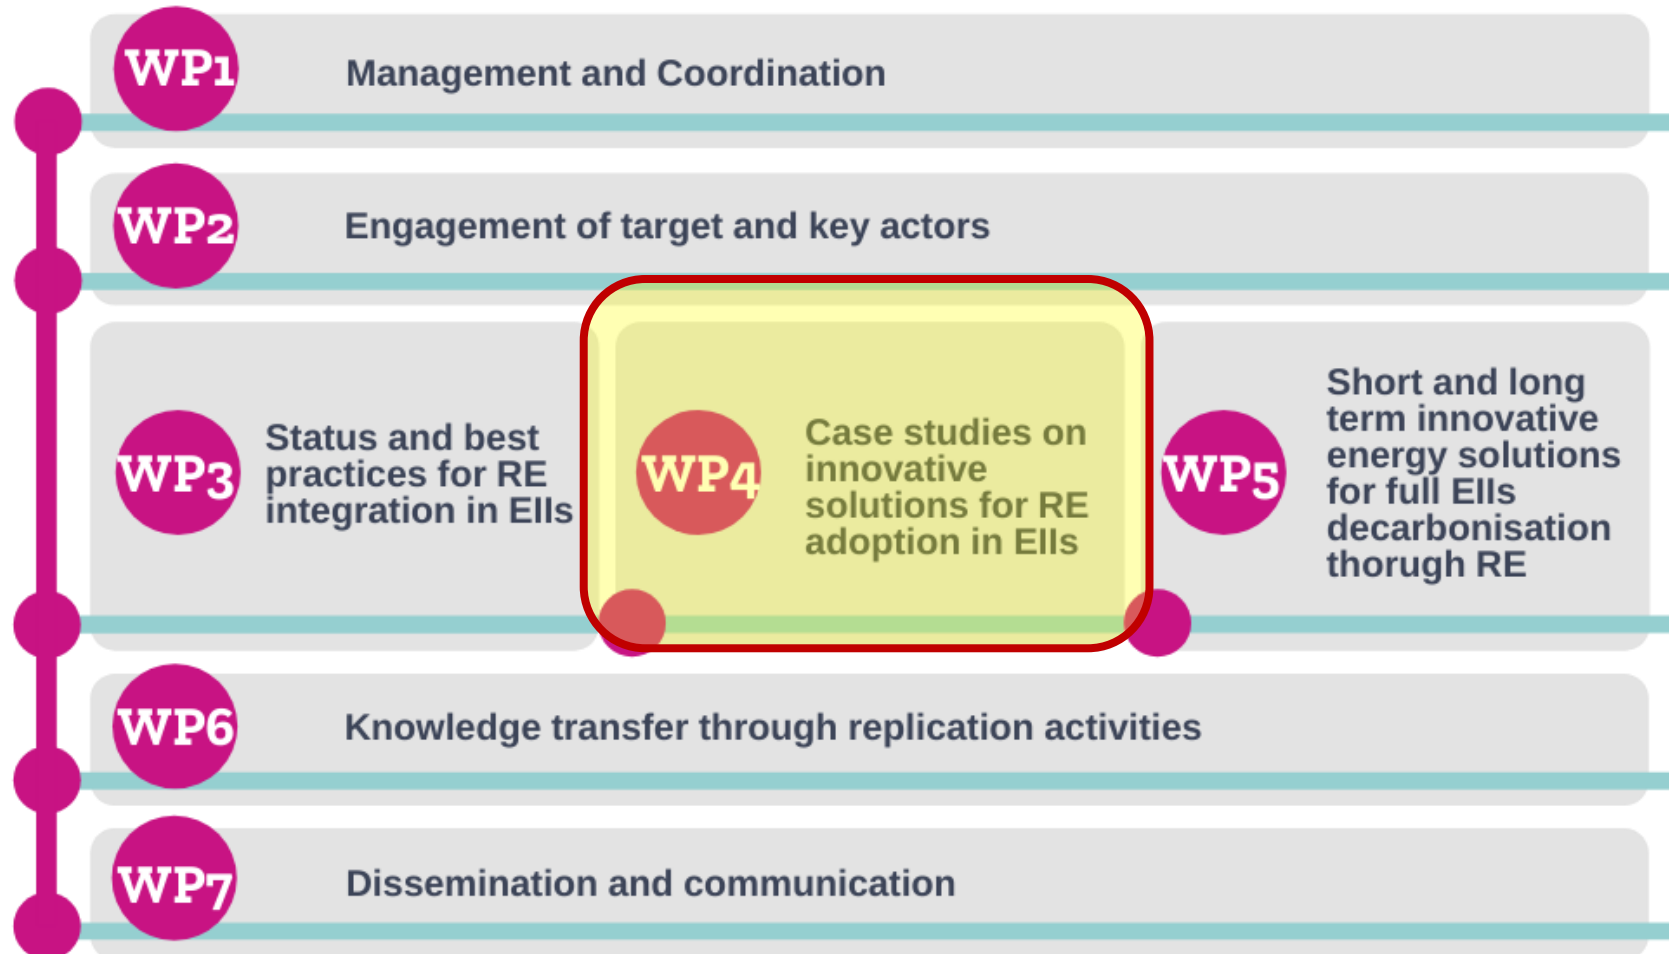 WP1
Management and Coordination
WP2
Engagement of target and key actors
WP3
Status and best
practices for RE
integration in EIIs
WP4
Case studies on
innovative
solutions for RE
adoption in EIIs
WP5
Short and long
term innovative
energy solutions
for full EIIs
decarbonisation
thorugh RE
WP6
Knowledge transfer through replication activities
WP7
Dissemination and communication